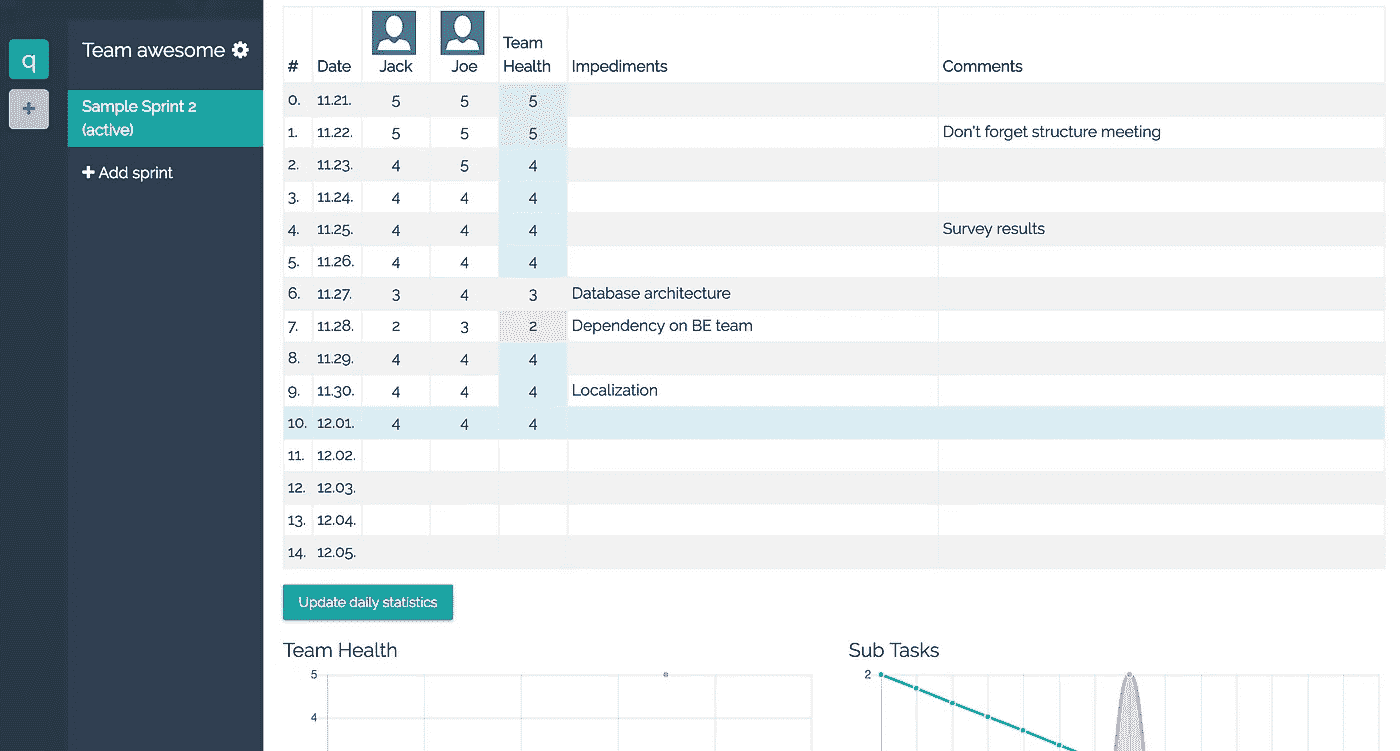 q
+
Team awesome
Sample Sprint 2
(active)
+ Add sprint
# Date Jack Joe Team Health Impediments Comments
0. 11.21. 5 5 5
1. 11.22. 5 5 5 Don't forget structure meeting
2. 11.23. 4 5 4
3. 11.24. 4 4 4
4. 11.25. 4 4 4 Survey results
5. 11.26. 4 4 4
6. 11.27. 3 4 3 Database architecture
7. 11.28. 2 3 2 Dependency on BE team
8. 11.29. 4 4 4
9. 11.30. 4 4 4 Localization
10. 12.01. 4 4 4
11. 12.02.
12. 12.03.
13. 12.04.
14. 12.05.
Update daily statistics
Team Health
5
4
Sub Tasks
2